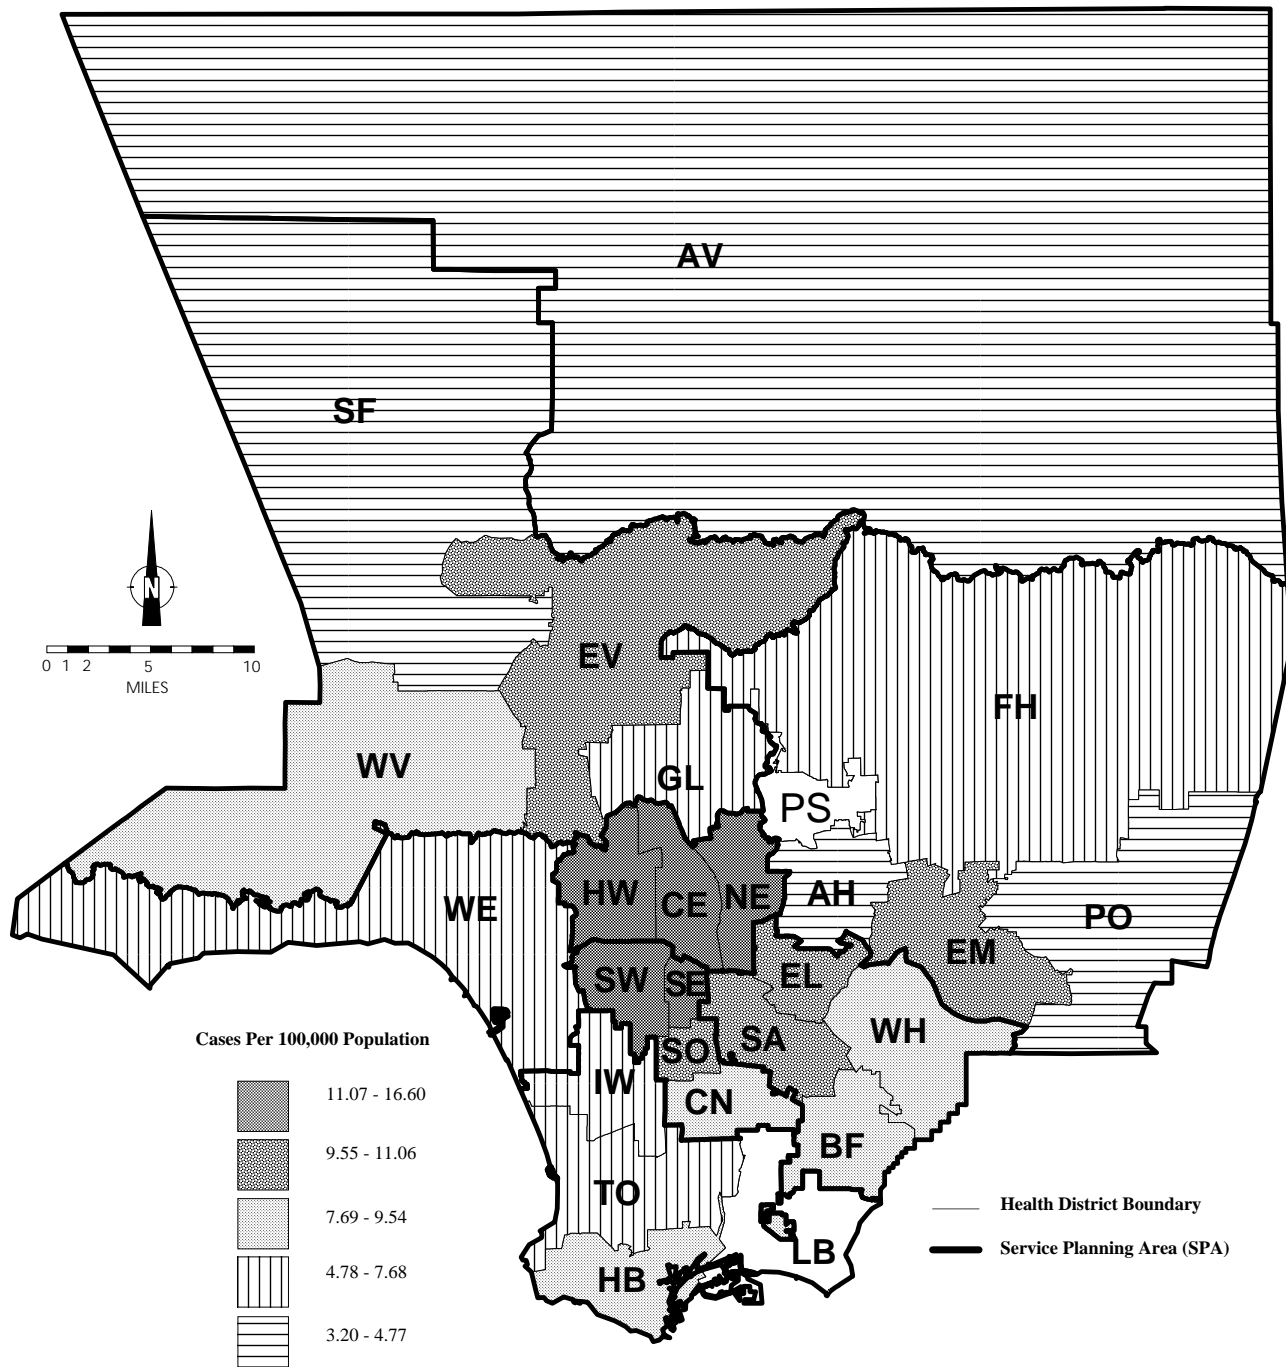 AV
SF
N
0 1 2 5 10
MILES
EV
FH
WV
GL
PS
HW
CE
NE
AH
WE
PO
EM
SW
SE
EL
WH
SO
SA
IW
CN
BF
TO
LB
HB
Cases Per 100,000 Population
11.07 - 16.60
9.55 - 11.06
7.69 - 9.54
4.78 - 7.68
3.20 - 4.77
Health District Boundary
Service Planning Area (SPA)